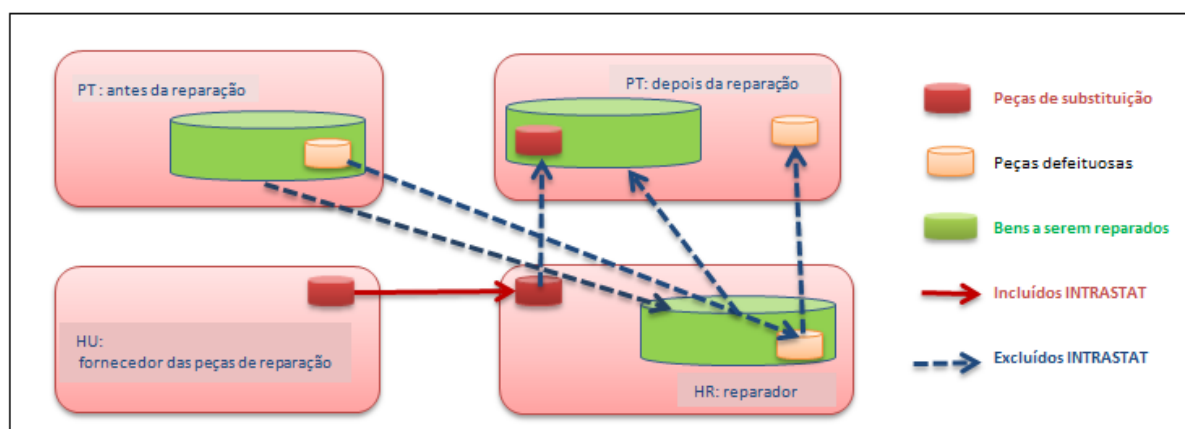 PT : antes da reparação
PT: depois da reparação
Peças de substituição
Peças defeituosas
Bens a serem reparados
HU:
fornecedor das peças de reparação
HR: reparador
Incluídos INTRASTAT
Excluídos INTRASTAT